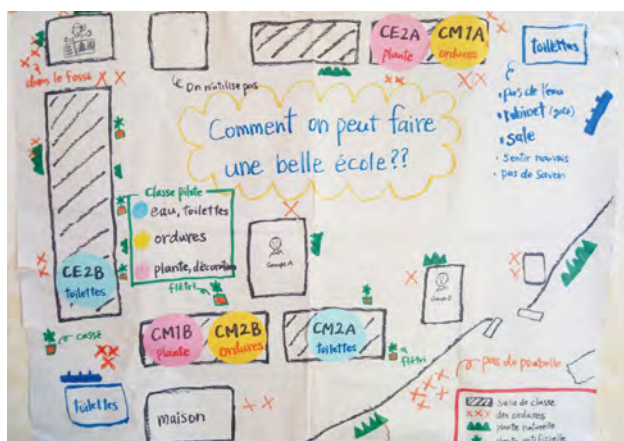 CE2A
plante
CM1A
ordures
toilettes
dans le fossé
On n'utilise pas
pas de l'eau
robinet (gaté)
sale
sentir mauvais
pas de savon
Comment on peut faire
une belle école??
Classe pilote
eau, toilettes
ordures
plante, décoration
Groupe A
CE2B
toilettes
flétri
cassé
CM1B
plante
CM2B
ordures
CM2A
toilettes
flétri
toilettes
maison
pas de poubelle
Salle de classe
des ordures
plante naturelle